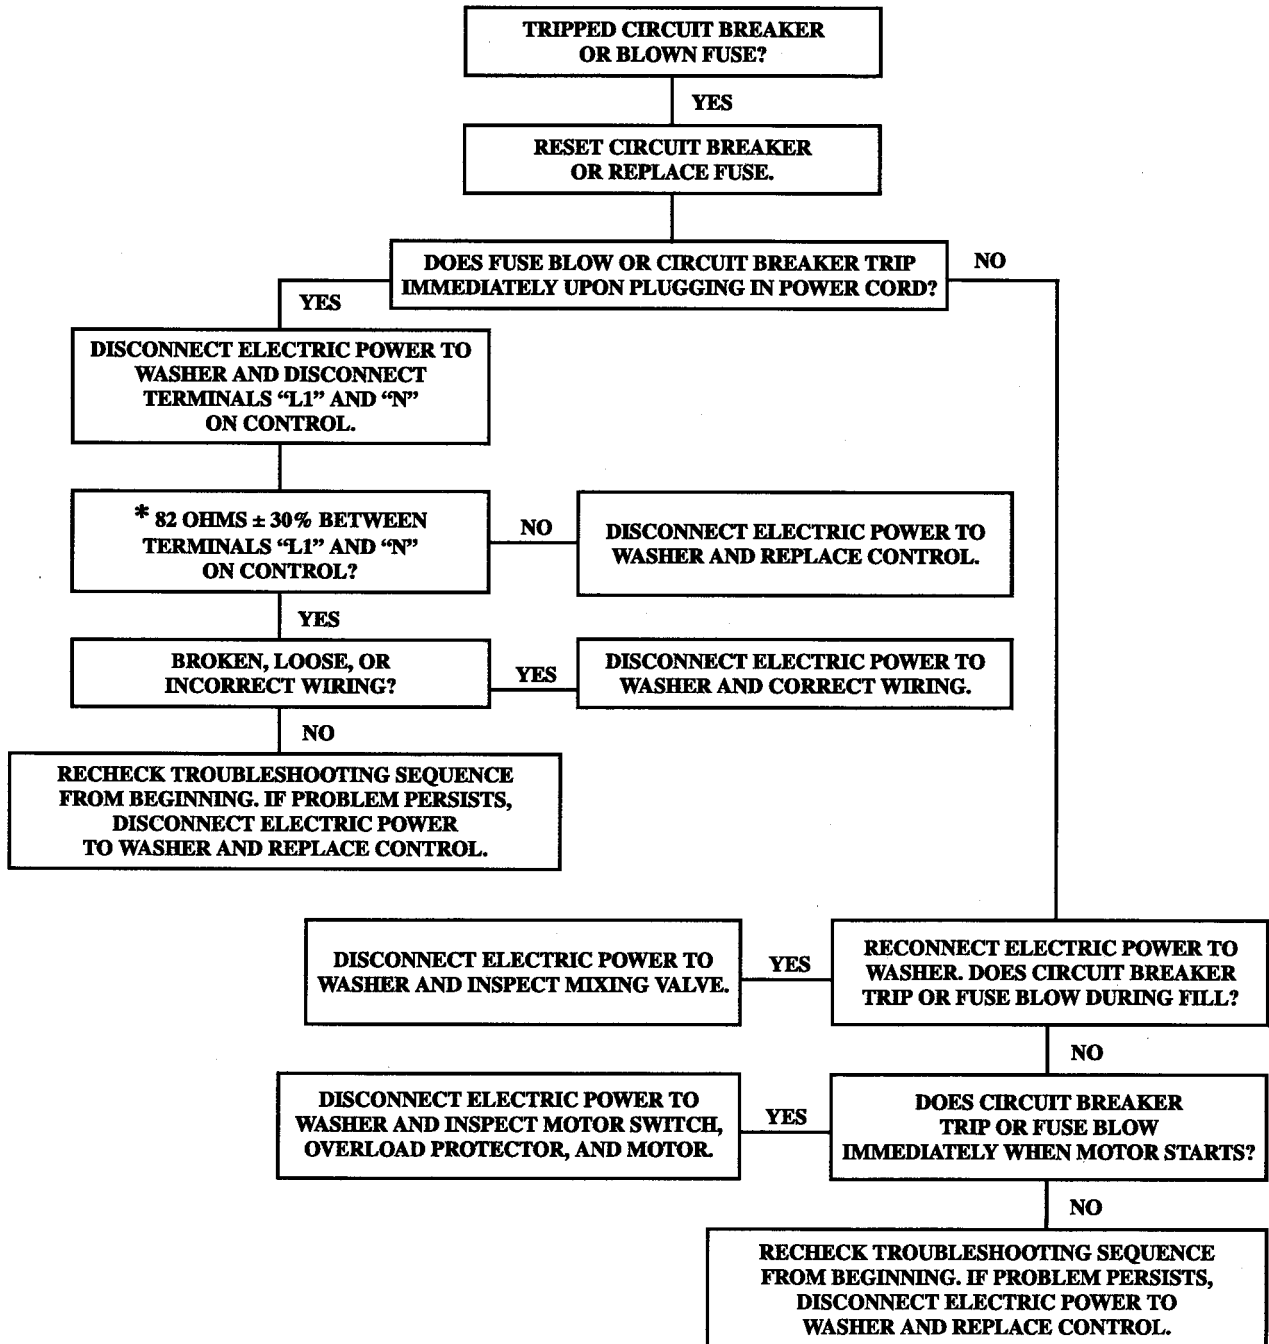 TRIPPED CIRCUIT BREAKER
OR BLOWN FUSE?
YES
RESET CIRCUIT BREAKER
OR REPLACE FUSE.
DOES FUSE BLOW OR CIRCUIT BREAKER TRIP
IMMEDIATELY UPON PLUGGING IN POWER CORD?
NO
YES
DISCONNECT ELECTRIC POWER TO
WASHER AND DISCONNECT
TERMINALS “L1” AND “N”
ON CONTROL.
* 82 OHMS ± 30% BETWEEN
TERMINALS “L1” AND “N”
ON CONTROL?
NO
DISCONNECT ELECTRIC POWER TO
WASHER AND REPLACE CONTROL.
YES
BROKEN, LOOSE, OR
INCORRECT WIRING?
YES
DISCONNECT ELECTRIC POWER TO
WASHER AND CORRECT WIRING.
NO
RECHECK TROUBLESHOOTING SEQUENCE
FROM BEGINNING. IF PROBLEM PERSISTS,
DISCONNECT ELECTRIC POWER
TO WASHER AND REPLACE CONTROL.
RECONNECT ELECTRIC POWER TO
WASHER. DOES CIRCUIT BREAKER
TRIP OR FUSE BLOW DURING FILL?
YES
DISCONNECT ELECTRIC POWER TO
WASHER AND INSPECT MIXING VALVE.
NO
DOES CIRCUIT BREAKER
TRIP OR FUSE BLOW
IMMEDIATELY WHEN MOTOR STARTS?
YES
DISCONNECT ELECTRIC POWER TO
WASHER AND INSPECT MOTOR SWITCH,
OVERLOAD PROTECTOR, AND MOTOR.
NO
RECHECK TROUBLESHOOTING SEQUENCE
FROM BEGINNING. IF PROBLEM PERSISTS,
DISCONNECT ELECTRIC POWER TO
WASHER AND REPLACE CONTROL.